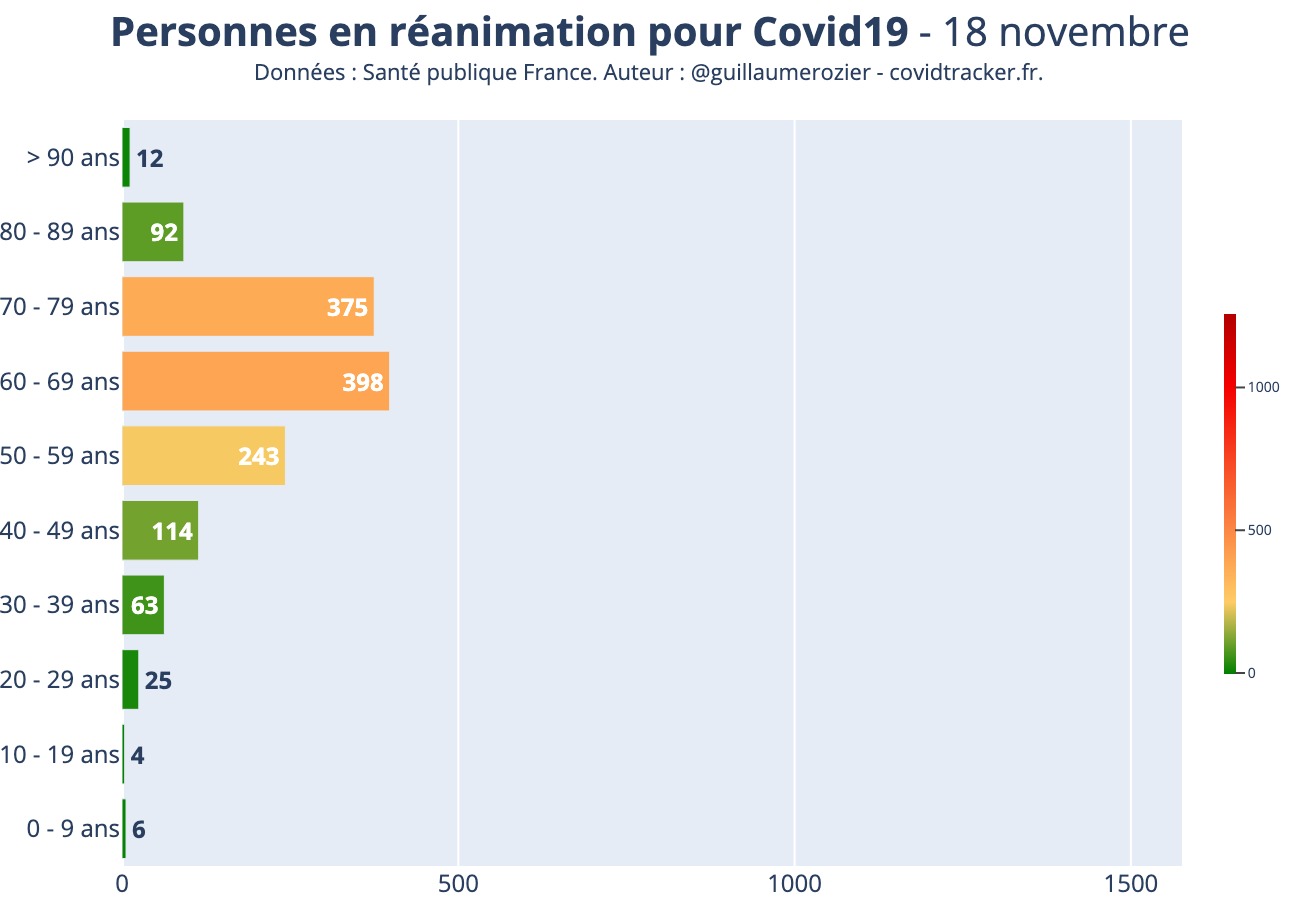 Personnes en réanimation pour Covid19 - 18 novembre
Données : Santé publique France. Auteur : @guillaumerozier - covidtracker.fr.
> 90 ans 12
80 - 89 ans 92
70 - 79 ans 375
60 - 69 ans 398
50 - 59 ans 243
40 - 49 ans 114
30 - 39 ans 63
20 - 29 ans 25
10 - 19 ans 4
0 - 9 ans 6
0 500 1000 1500
1000
500
0